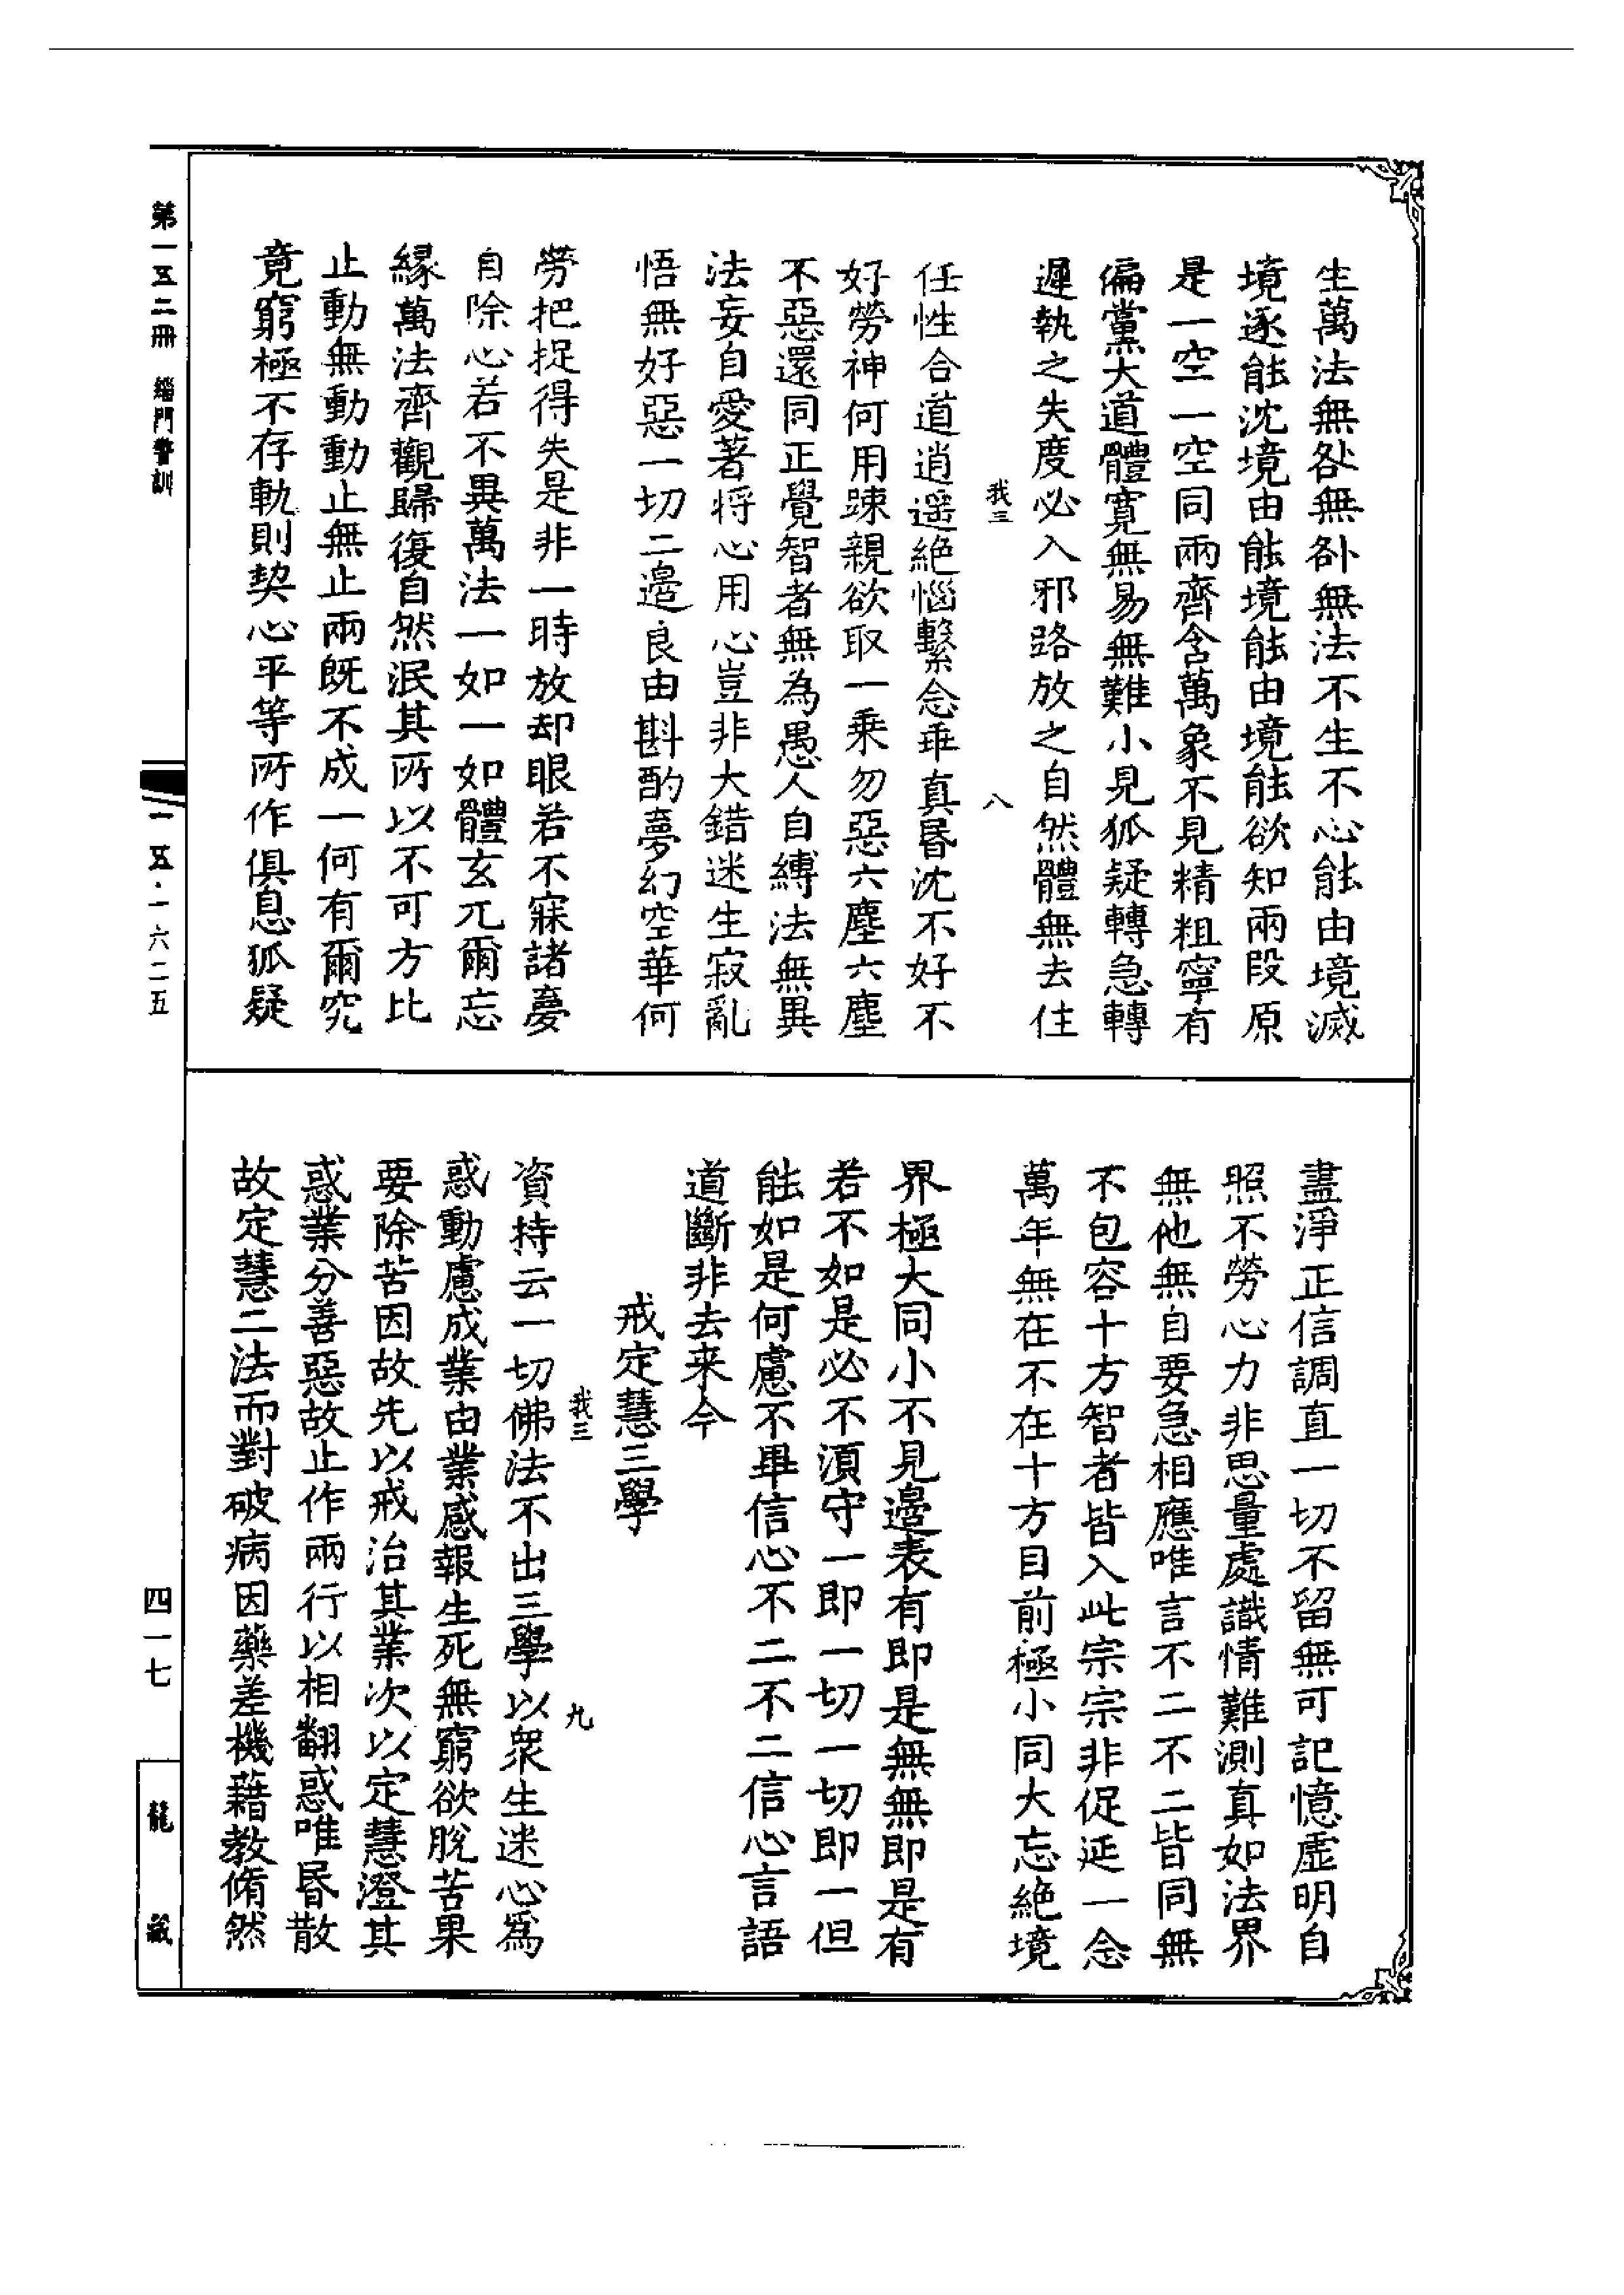 生萬法無咎無咎無法不生不心能由境滅
境逐能沈境由能境能由境能欲知兩段原
是一空一空同兩齊含萬象不見精粗寧有
偏黨大道體寬無易無難小見狐疑轉急轉
遲執之失度必入邪路放之自然體無去住
我三 八
任性合道逍遥絕惱繫念乖真昬沈不好不
好勞神何用踈親欲取一乘勿惡六塵六塵
不惡還同正覺智者無為愚人自縛法無異
法妄自愛著將心用心豈非大錯迷生寂亂
悟無好惡一切二邊良由斟酌夢幻空華何
勞把捉得失是非一時放却眼若不寐諸夢
自除心若不異萬法一如一如體玄兀爾忘
緣萬法齊觀歸復自然泯其所以不可方比
止動無動動止無止兩既不成一何有爾究
竟窮極不存軌則契心平等所作俱息狐疑
盡淨正信調直一切不留無可記憶虛明自
照不勞心力非思量處識情難測真如法界
無他無自要急相應唯言不二不二皆同無
不包容十方智者皆入此宗宗非促延一念
萬年無在不在十方目前極小同大忘絕境
界極大同小不見邊表有即是無無即是有
若不如是必不須守一即一切一切即一但
能如是何慮不畢信心不二不二信心言語
道斷非去来今
戒定慧三學
我三 九
資持云一切佛法不出三學以衆生迷心爲
惑動慮成業由業感報生死無窮欲脫苦果
要除苦因故先以戒治其業次以定慧澄其
惑業分善惡故止作兩行以相翻惑唯昬散
故定慧二法而對破病因藥差機藉教脩然
第一五二冊 緇門警訓
一五·一六二五
四一七
龍藏